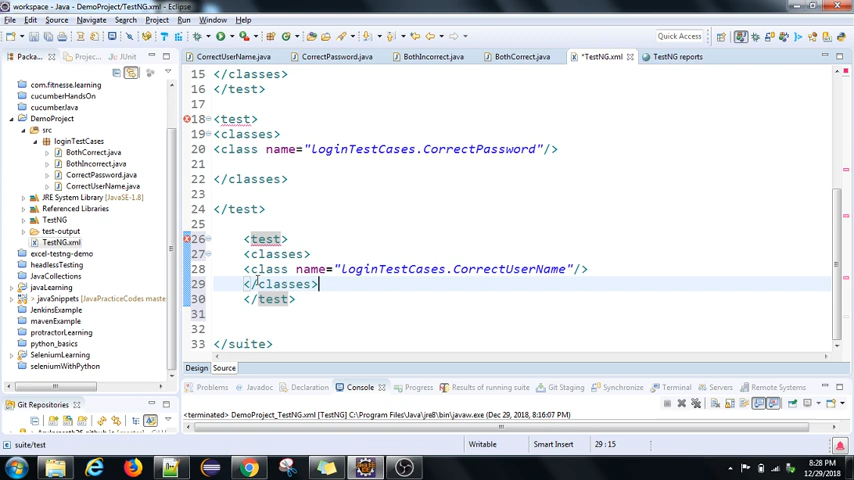 workspace - Java - DemoProject/TestNG.xml - Eclipse
File Edit Source Navigate Search Project Run Window Help
Quick Access
Packa...
Projec...
JUnit
CorrectUserName.java
CorrectPassword.java
BothIncorrect.java
BothCorrect.java
*TestNG.xml
TestNG reports
com.fitnesse.learning
cucumberHandsOn
cucumberJava
DemoProject
src
loginTestCases
BothCorrect.java
BothIncorrect.java
CorrectPassword.java
CorrectUserName.java
JRE System Library [JavaSE-1.8]
Referenced Libraries
TestNG
test-output
TestNG.xml
excel-testng-demo
headlessTesting
JavaCollections
javaLearning
> javaSnippets [JavaPracticeCodes master
Jenkins_Examples
mavenExample
protractorLearning
python_basics
SeleniumLearning
seleniumWithPython
15 </classes>
16 </test>
17
18 <test>
19 <classes>
20 <class name="loginTestCases.CorrectPassword"/>
21
22 </classes>
23
24 </test>
25
26 <test>
27 <classes>
28 <class name="loginTestCases.CorrectUserName"/>
29 </classes>
30 </test>
31
33 </suite>
Design Source
Git Repositories
Problems Javadoc Declaration Console Progress Results of running suite Git Staging Synchronize Terminal Servers Remote Systems
<terminated> DemoProject_TestNG.xml [TestNG] C:\Program Files\Java\jre8\bin\javaw.exe (Dec 29, 2018, 8:16:07 PM)
suite/test
Writable
Smart Insert
29 : 15
8:28 PM
12/29/2018